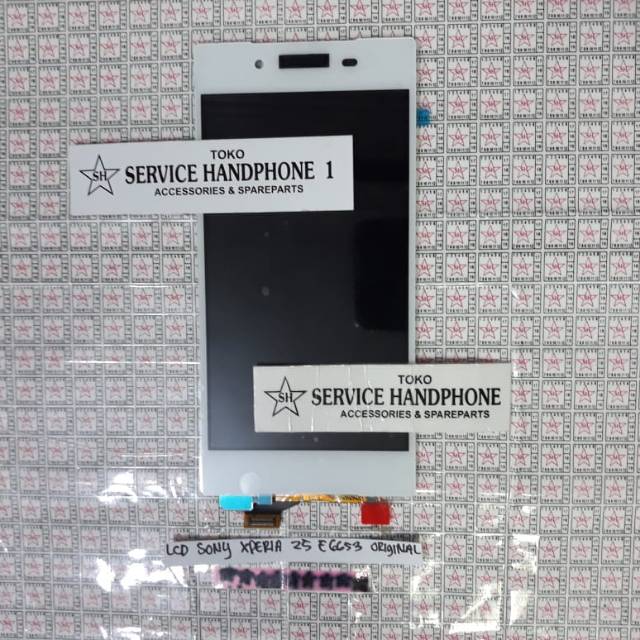 TOKO
SH
SERVICE HANDPHONE 1
ACCESSORIES & SPAREPARTS
TOKO
SH
SERVICE HANDPHONE
ACCESSORIES & SPAREPARTS
LCD SONY XPERIA Z5 E6653 ORIGINAL